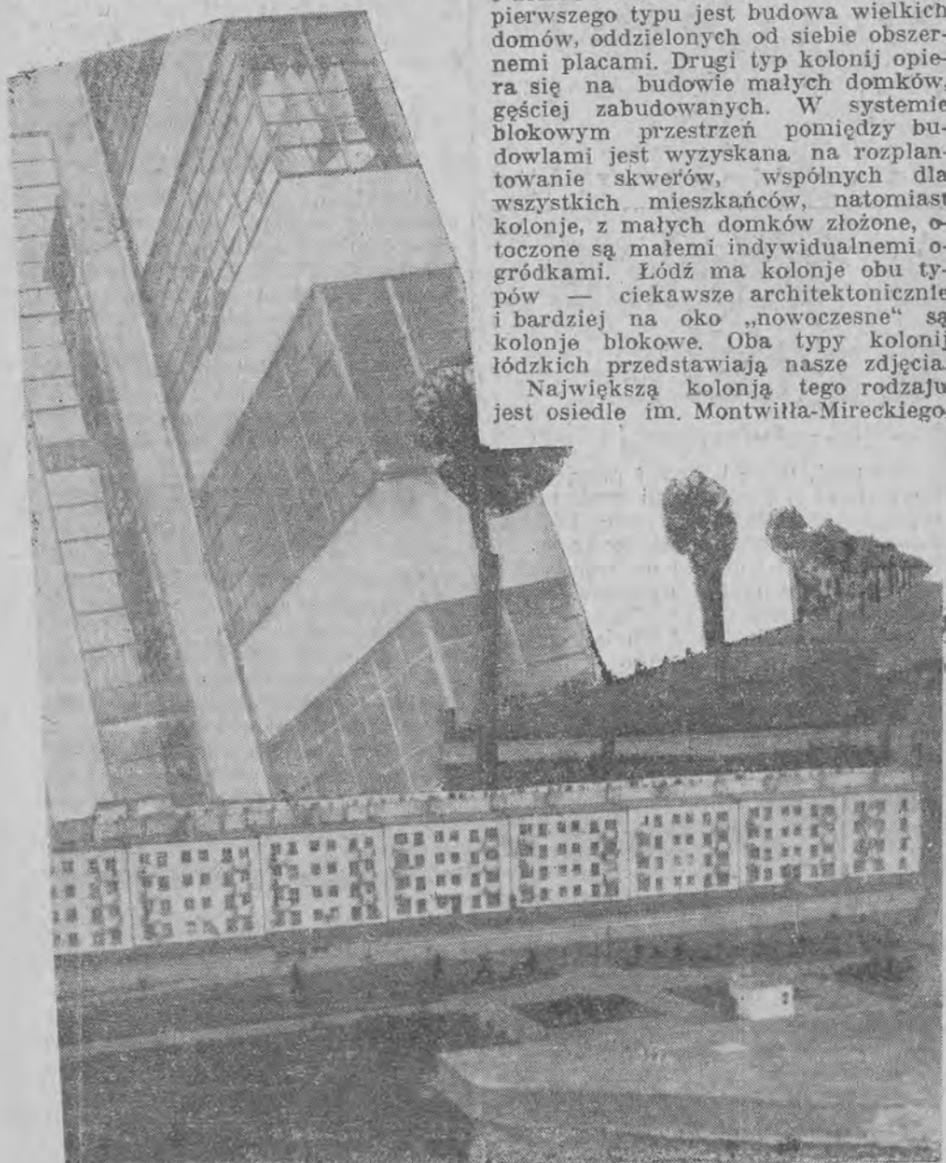 pierwszego typu jest budowa wielkich
domów, oddzielonych od siebie obszer-
nemi placami. Drugi typ kolonij opie-
ra się na budowie małych domków,
gęściej zabudowanych. W systemie
blokowym przestrzeń pomiędzy bu-
dowlami jest wyzyskana na rozplan-
towanie skwerów, wspólnych dla
wszystkich mieszkańców, natomiast
kolonje, z małych domków złożone, o-
toczone są małemi indywidualnemi o-
gródkami. Łódź ma kolonje obu ty-
pów — ciekawsze architektonicznie
i bardziej na oko „nowoczesne“ są
kolonje blokowe. Oba typy kolonij
łódzkich przedstawiają nasze zdjęcia.
Największą kolonją tego rodzaju
jest osiedle im. Montwiłła-Mireckiego